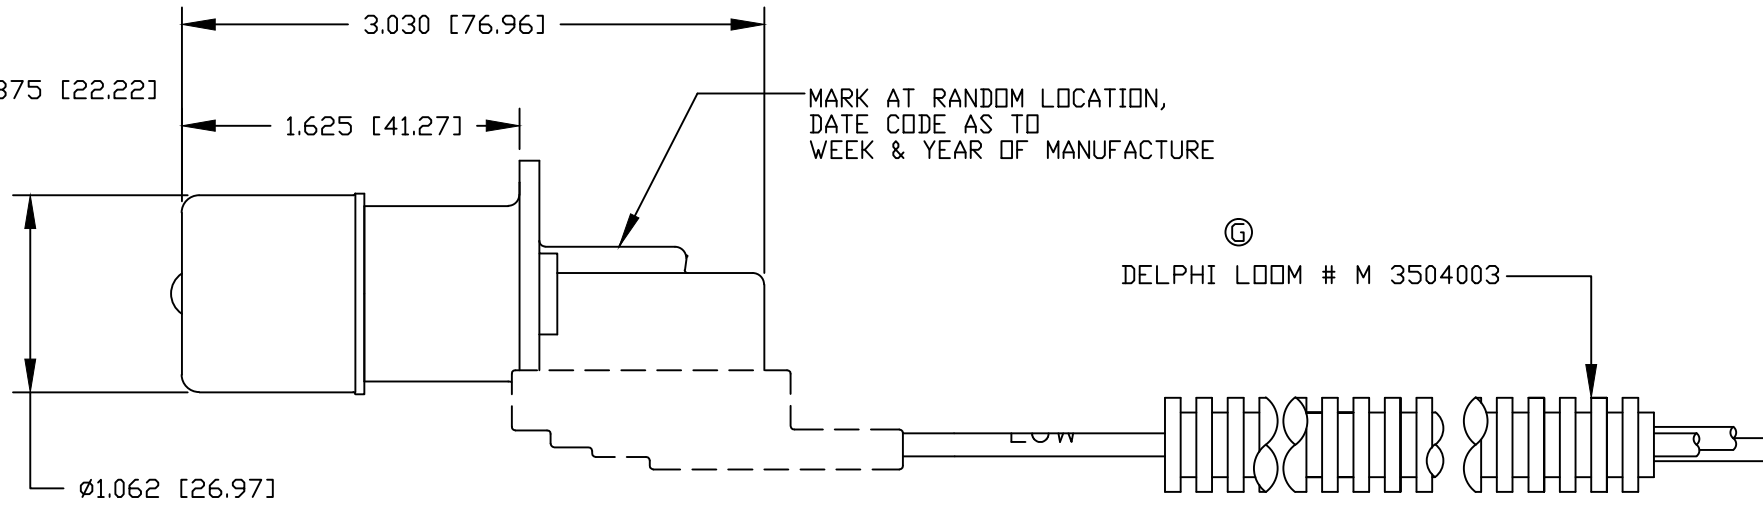 3.030 [76.96]
375 [22.22]
1.625 [41.27]
MARK AT RANDOM LOCATION,
DATE CODE AS TO
WEEK & YEAR OF MANUFACTURE
G
DELPHI LOOM # M 3504003
ø1.062 [26.97]